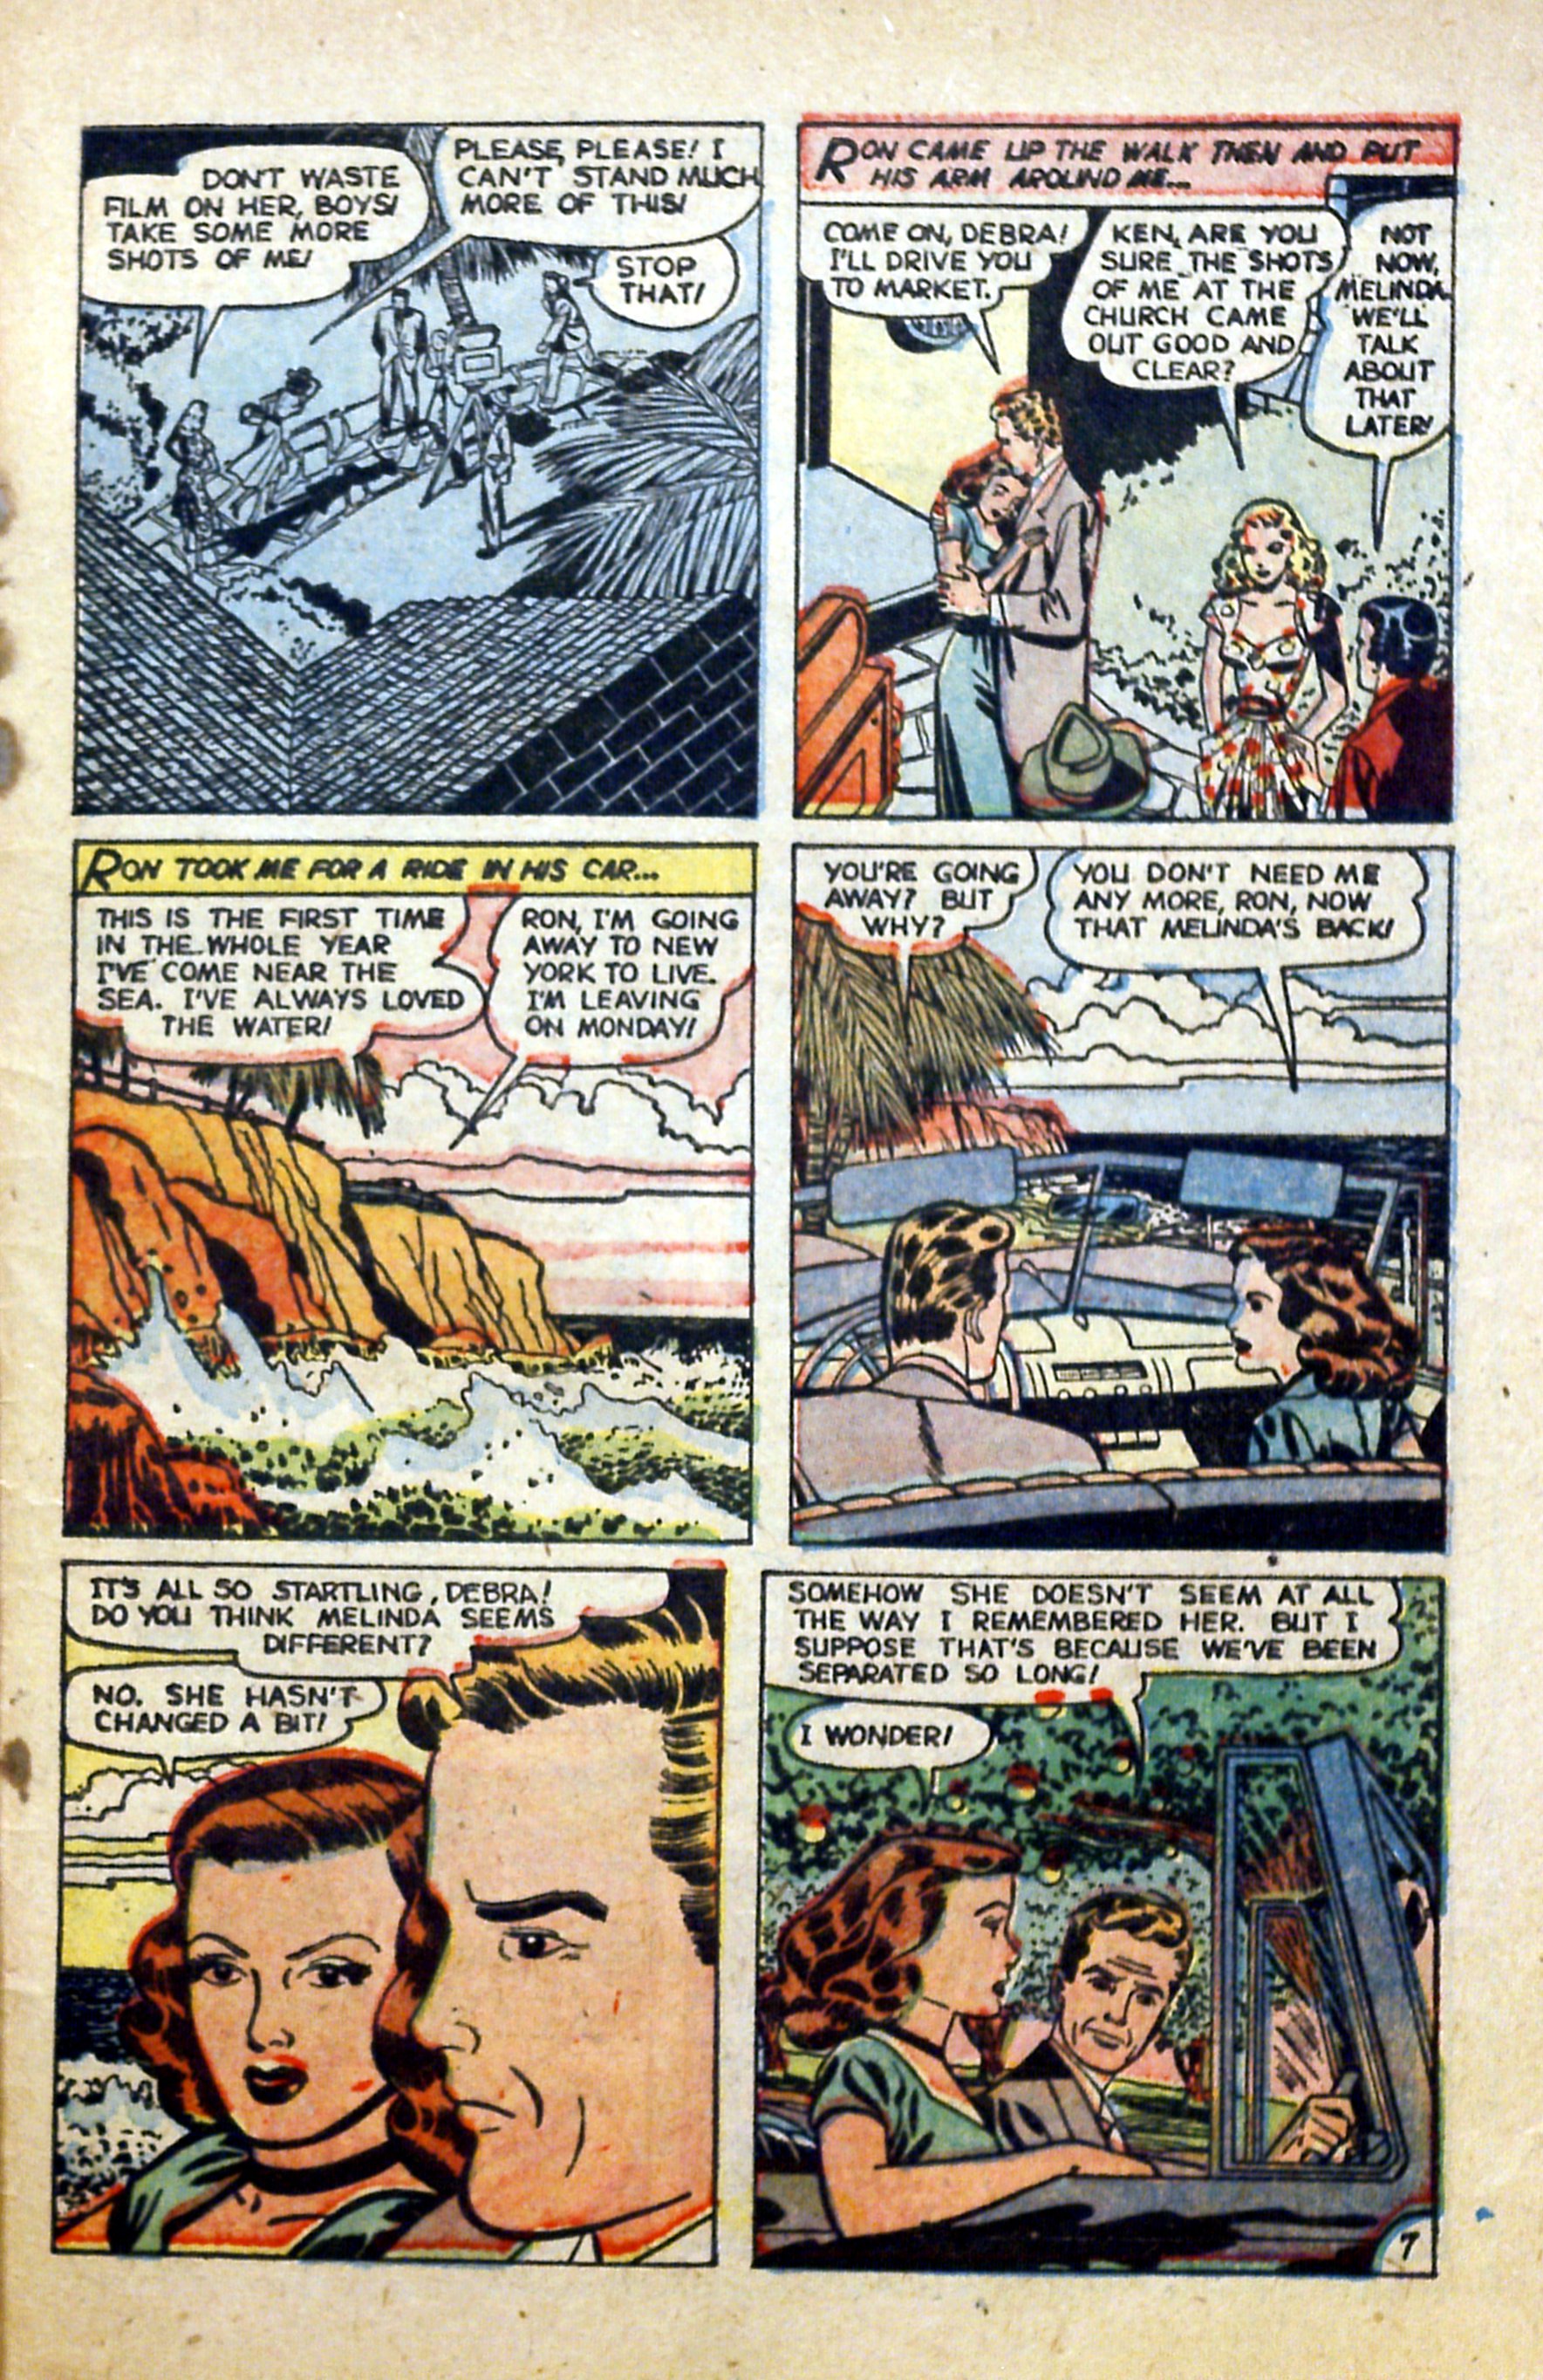 DON'T WASTE
FILM ON HER, BOYS!
TAKE SOME MORE
SHOTS OF ME!
PLEASE, PLEASE! I
CAN'T STAND MUCH
MORE OF THIS!
STOP
THAT!
RON CAME UP THE WALK THEN AND PUT
HIS ARM AROUND ME...
COME ON, DEBRA!
I'LL DRIVE YOU
TO MARKET.
KEN, ARE YOU
SURE THE SHOTS
OF ME AT THE
CHURCH CAME
OUT GOOD AND
CLEAR?
NOT
NOW,
MELINDA.
WE'LL
TALK
ABOUT
THAT
LATER!
RON TOOK ME FOR A RIDE IN HIS CAR...
THIS IS THE FIRST TIME
IN THE WHOLE YEAR
I'VE COME NEAR THE
SEA. I'VE ALWAYS LOVED
THE WATER!
RON, I'M GOING
AWAY TO NEW
YORK TO LIVE.
I'M LEAVING
ON MONDAY!
YOU'RE GOING
AWAY? BUT
WHY?
YOU DON'T NEED ME
ANY MORE, RON, NOW
THAT MELINDA'S BACK!
IT'S ALL SO STARTLING, DEBRA!
DO YOU THINK MELINDA SEEMS
DIFFERENT?
NO. SHE HASN'T
CHANGED A BIT!
SOMEHOW SHE DOESN'T SEEM AT ALL
THE WAY I REMEMBERED HER. BUT I
SUPPOSE THAT'S BECAUSE WE'VE BEEN
SEPARATED SO LONG!
I WONDER!
7